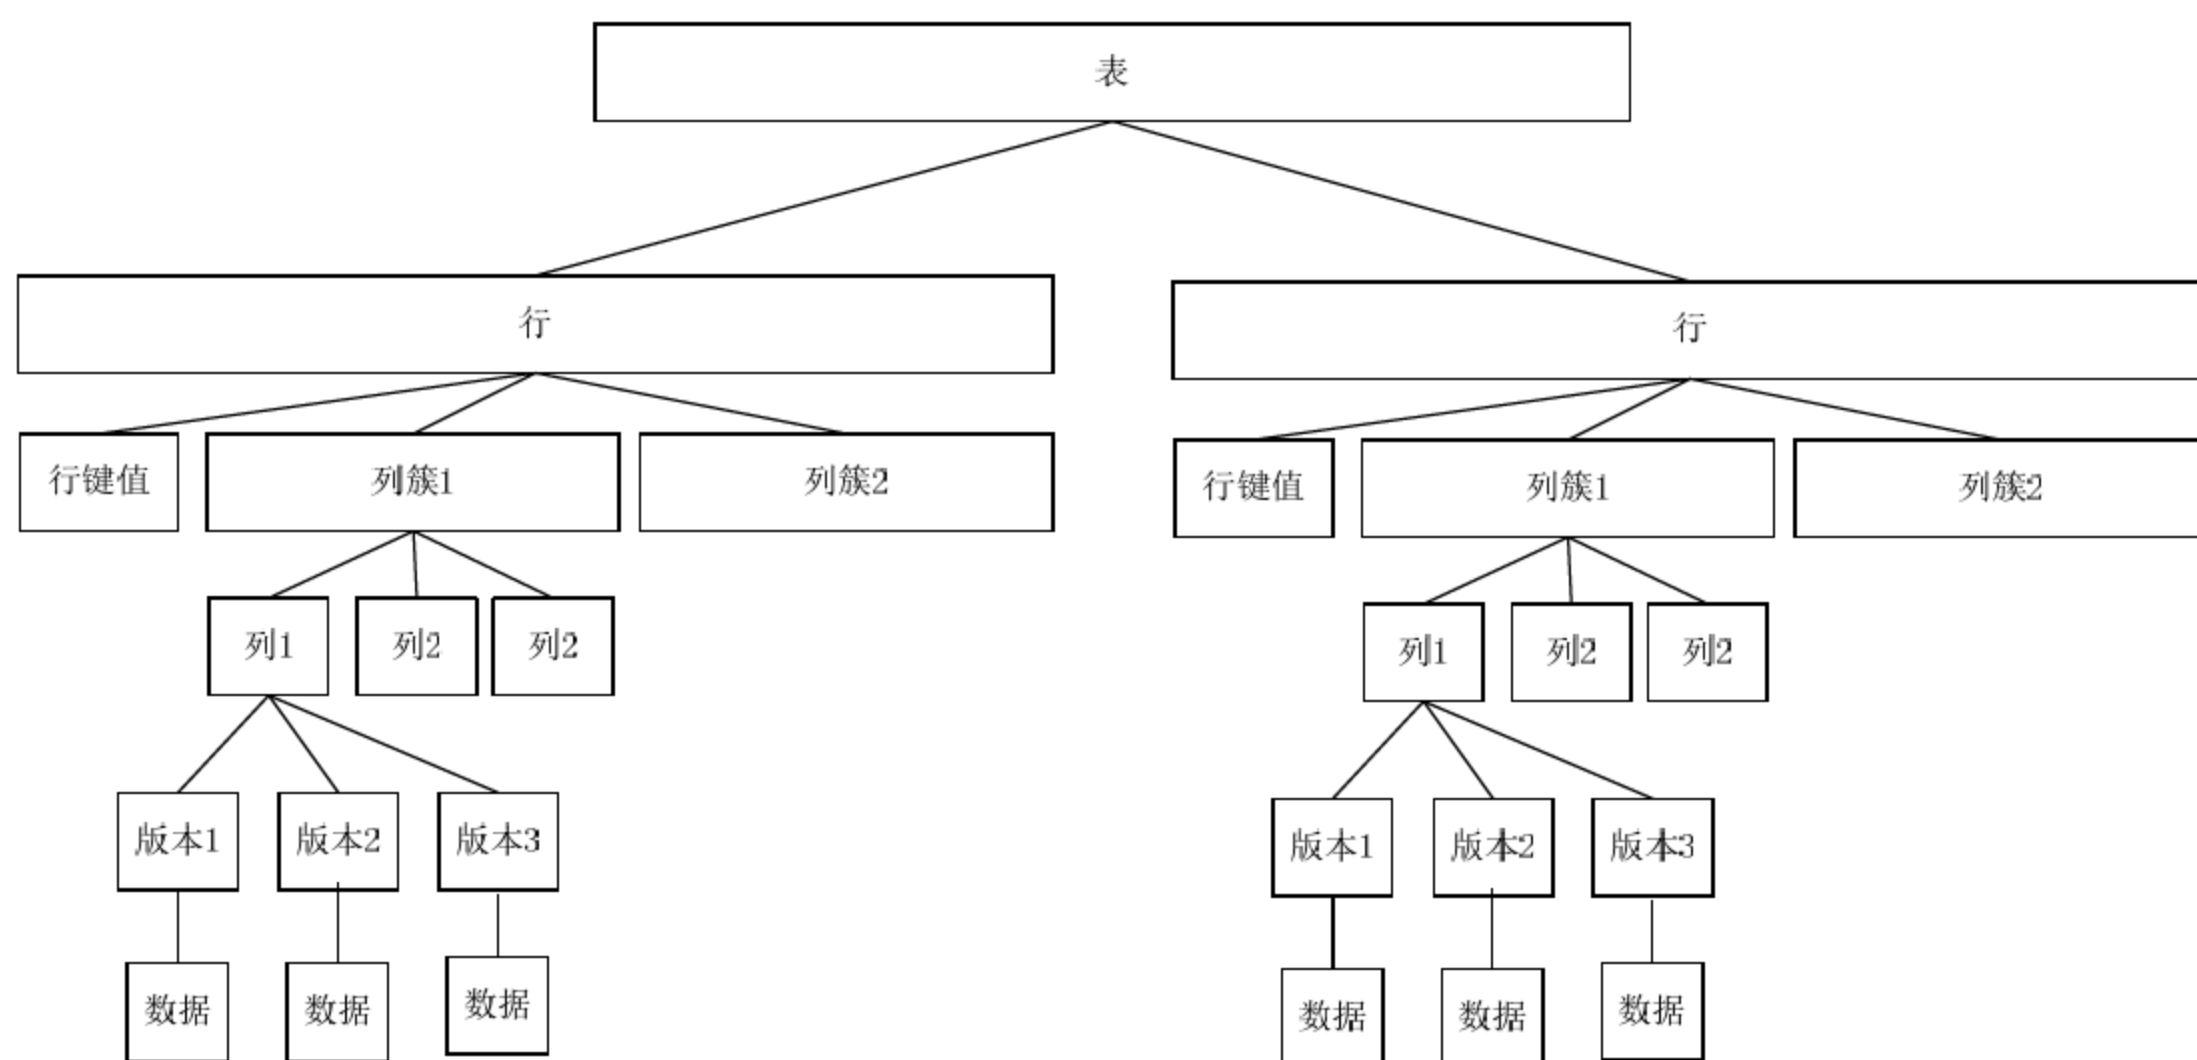 表
行
行
行键值
列簇1
列簇2
行键值
列簇1
列簇2
列1
列2
列2
列1
列2
列2
版本1
版本2
版本3
版本1
版本2
版本3
数据
数据
数据
数据
数据
数据